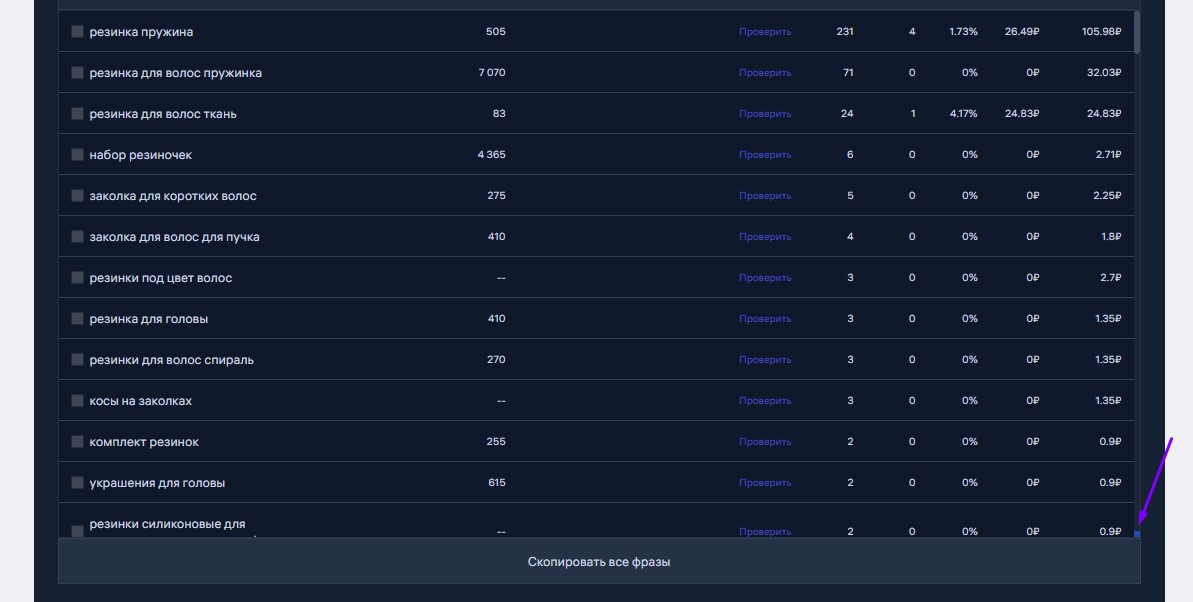 резинка пружина 505 Проверить 231 4 1.73% 26.49₽ 105.98₽
резинка для волос пружинка 7 070 Проверить 71 0 0% 0₽ 32.03₽
резинка для волос ткань 83 Проверить 24 1 4.17% 24.83₽ 24.83₽
набор резиночек 4 365 Проверить 6 0 0% 0₽ 2.71₽
заколка для коротких волос 275 Проверить 5 0 0% 0₽ 2.25₽
заколка для волос для пучка 410 Проверить 4 0 0% 0₽ 1.8₽
резинки под цвет волос -- Проверить 3 0 0% 0₽ 2.7₽
резинка для головы 410 Проверить 3 0 0% 0₽ 1.35₽
резинки для волос спираль 270 Проверить 3 0 0% 0₽ 1.35₽
косы на заколках -- Проверить 3 0 0% 0₽ 1.35₽
комплект резинок 255 Проверить 2 0 0% 0₽ 0.9₽
украшения для головы 615 Проверить 2 0 0% 0₽ 0.9₽
резинки силиконовые для
-- Проверить 2 0 0% 0₽ 0.9₽
Скопировать все фразы